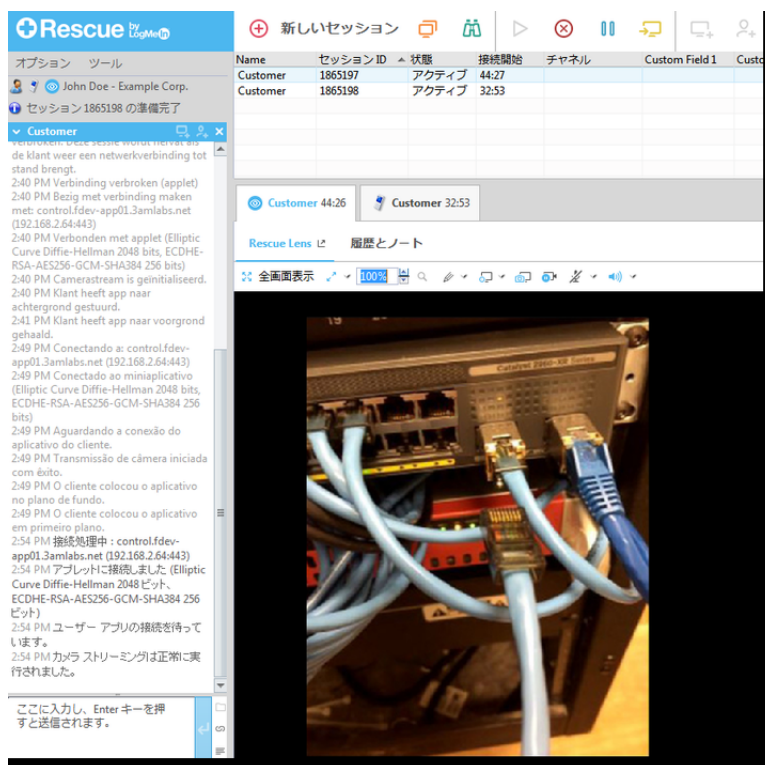 Rescue by LogMeIn
新しいセッション
オプション ツール
John Doe - Example Corp.
セッション 1865198 の準備完了
Name セッション ID 状態 接続開始 チャネル Custom Field 1 Custo
Customer 1865197 アクティブ 44:27
Customer 1865198 アクティブ 32:53
Customer
verbroken. Deze sessie wordt hervat als
de klant weer een netwerkverbinding tot
stand brengt.
2:40 PM Verbinding verbroken (applet)
2:40 PM Bezig met verbinding maken
met: control.fdev-app01.3amlabs.net
(192.168.2.64:443)
2:40 PM Verbonden met applet (Elliptic
Curve Diffie-Hellman 2048 bits, ECDHE-
RSA-AES256-GCM-SHA384 256 bits)
2:40 PM Camerastream is geïnitialiseerd.
2:40 PM Klant heeft app naar
achtergrond gestuurd.
2:41 PM Klant heeft app naar voorgrond
gehaald.
2:49 PM Conectando a: control.fdev-
app01.3amlabs.net (192.168.2.64:443)
2:49 PM Conectado ao miniaplicativo
(Elliptic Curve Diffie-Hellman 2048 bits,
ECDHE-RSA-AES256-GCM-SHA384 256
bits)
2:49 PM Aguardando a conexão do
aplicativo do cliente.
2:49 PM Transmissão de câmera iniciada
com êxito.
2:49 PM O cliente colocou o aplicativo
no plano de fundo.
2:49 PM O cliente colocou o aplicativo
em primeiro plano.
2:54 PM 接続処理中 : control.fdev-
app01.3amlabs.net (192.168.2.64:443)
2:54 PM アプレットに接続しました (Elliptic
Curve Diffie-Hellman 2048 ビット、
ECDHE-RSA-AES256-GCM-SHA384 256
ビット)
2:54 PM ユーザー アプリの接続を待って
います。
2:54 PM カメラ ストリーミングは正常に実
行されました。
ここに入力し、Enter キーを押
すと送信されます。
Customer 44:26 Customer 32:53
Rescue Lens 履歴とノート
全画面表示 100%
19
Catalyst 2960-XR Series